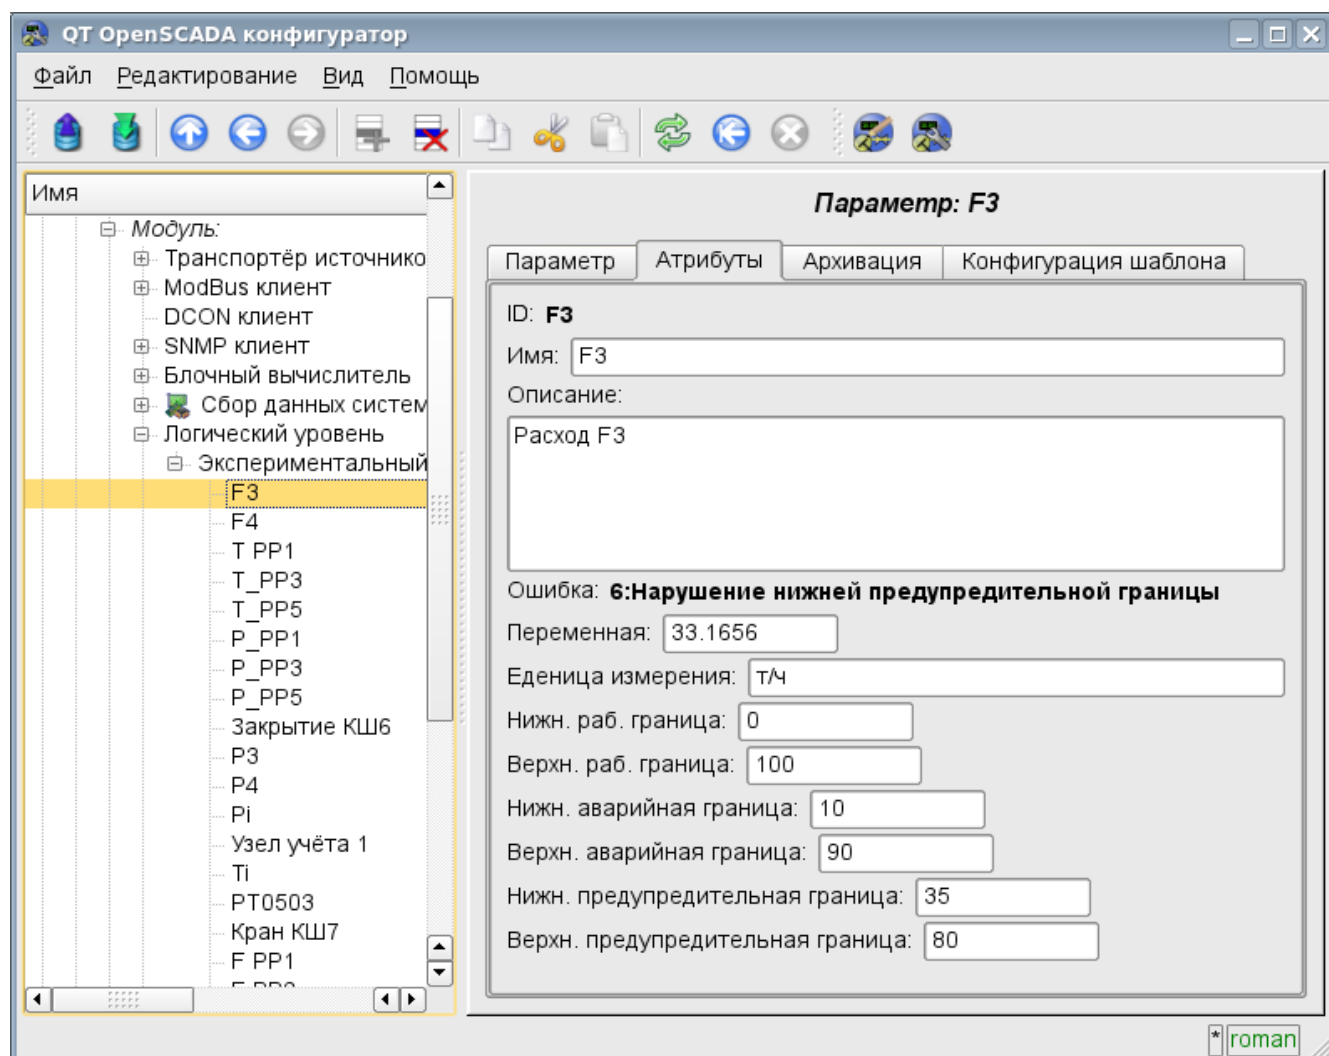 QT OpenSCADA конфигуратор
Файл Редактирование Вид Помощь
Имя
Модуль:
Транспортёр источнико
ModBus клиент
DCON клиент
SNMP клиент
Блочный вычислитель
Сбор данных систем
Логический уровень
Экспериментальный
F3
F4
T PP1
T_PP3
T_PP5
P_PP1
P_PP3
P_PP5
Закрытие КШ6
P3
P4
Pi
Узел учёта 1
Ti
PT0503
Кран КШ7
F PP1
Параметр: F3
Параметр Атрибуты Архивация Конфигурация шаблона
ID: F3
Имя: F3
Описание:
Расход F3
Ошибка: 6:Нарушение нижней предупредительной границы
Переменная: 33.1656
Еденица измерения: т/ч
Нижн. раб. граница: 0
Верхн. раб. граница: 100
Нижн. аварийная граница: 10
Верхн. аварийная граница: 90
Нижн. предупредительная граница: 35
Верхн. предупредительная граница: 80
* roman